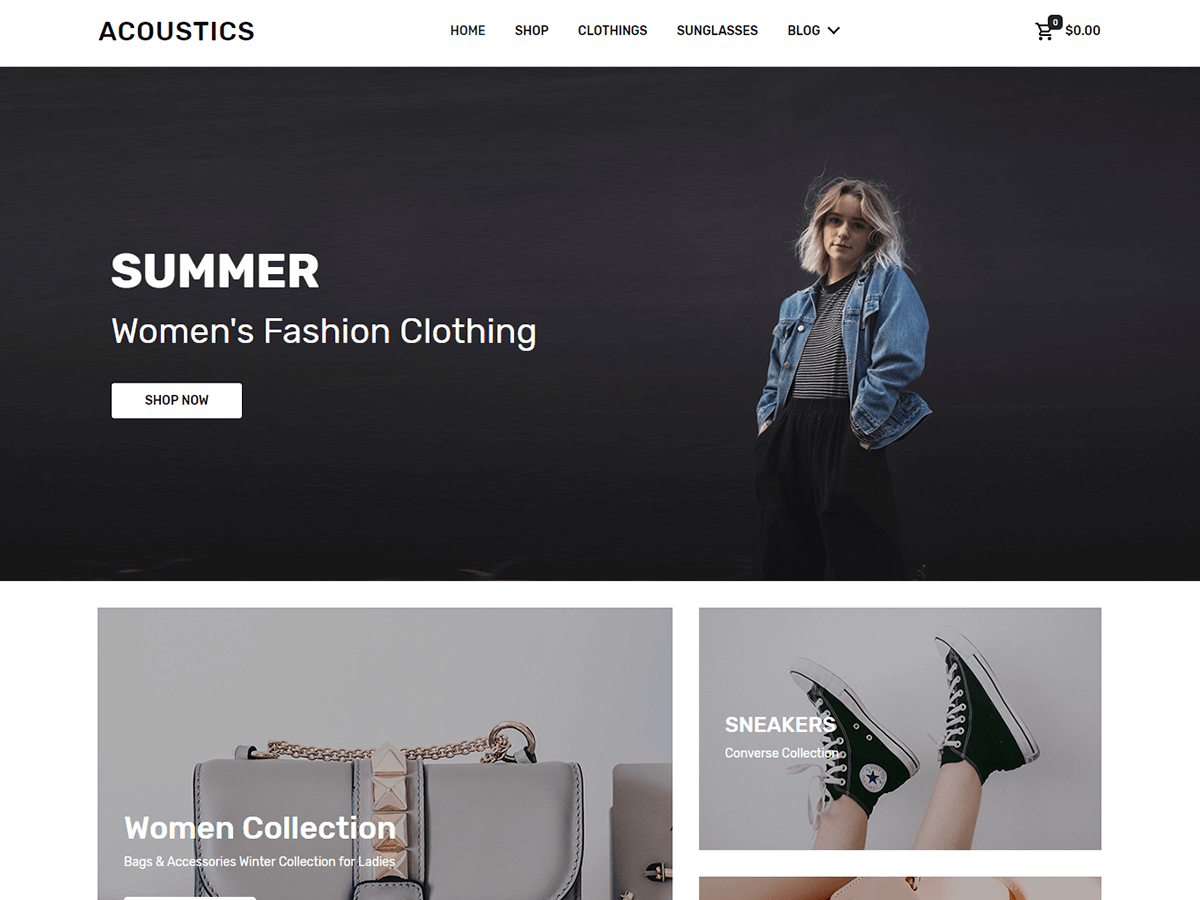 ACOUSTICS
HOME SHOP CLOTHINGS SUNGLASSES BLOG
0
$0.00
SUMMER
Women's Fashion Clothing
SHOP NOW
Women Collection
Bags & Accessories Winter Collection for Ladies
SNEAKERS
Converse Collection